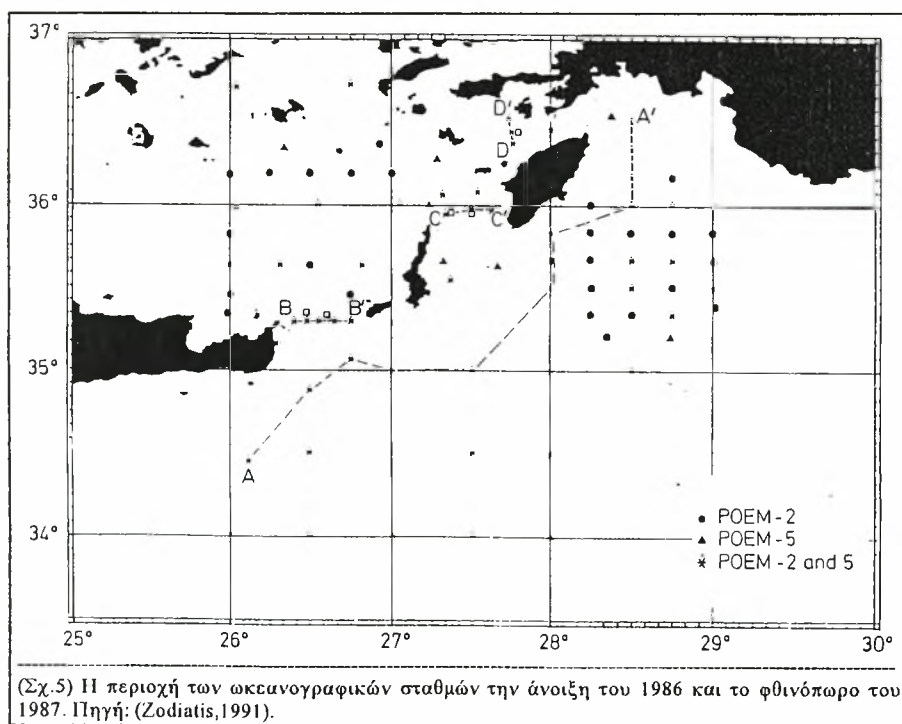 37°
36°
35°
34°
25° 26° 27° 28° 29° 30°
D'
D
A'
C C'
B B'
A
● POEM-2
▲ POEM-5
* POEM-2 and 5
(Σχ.5) Η περιοχή των ωκεανογραφικών σταθμών την άνοιξη του 1986 και το φθινόπωρο του
1987. Πηγή: (Zodiatis,1991).